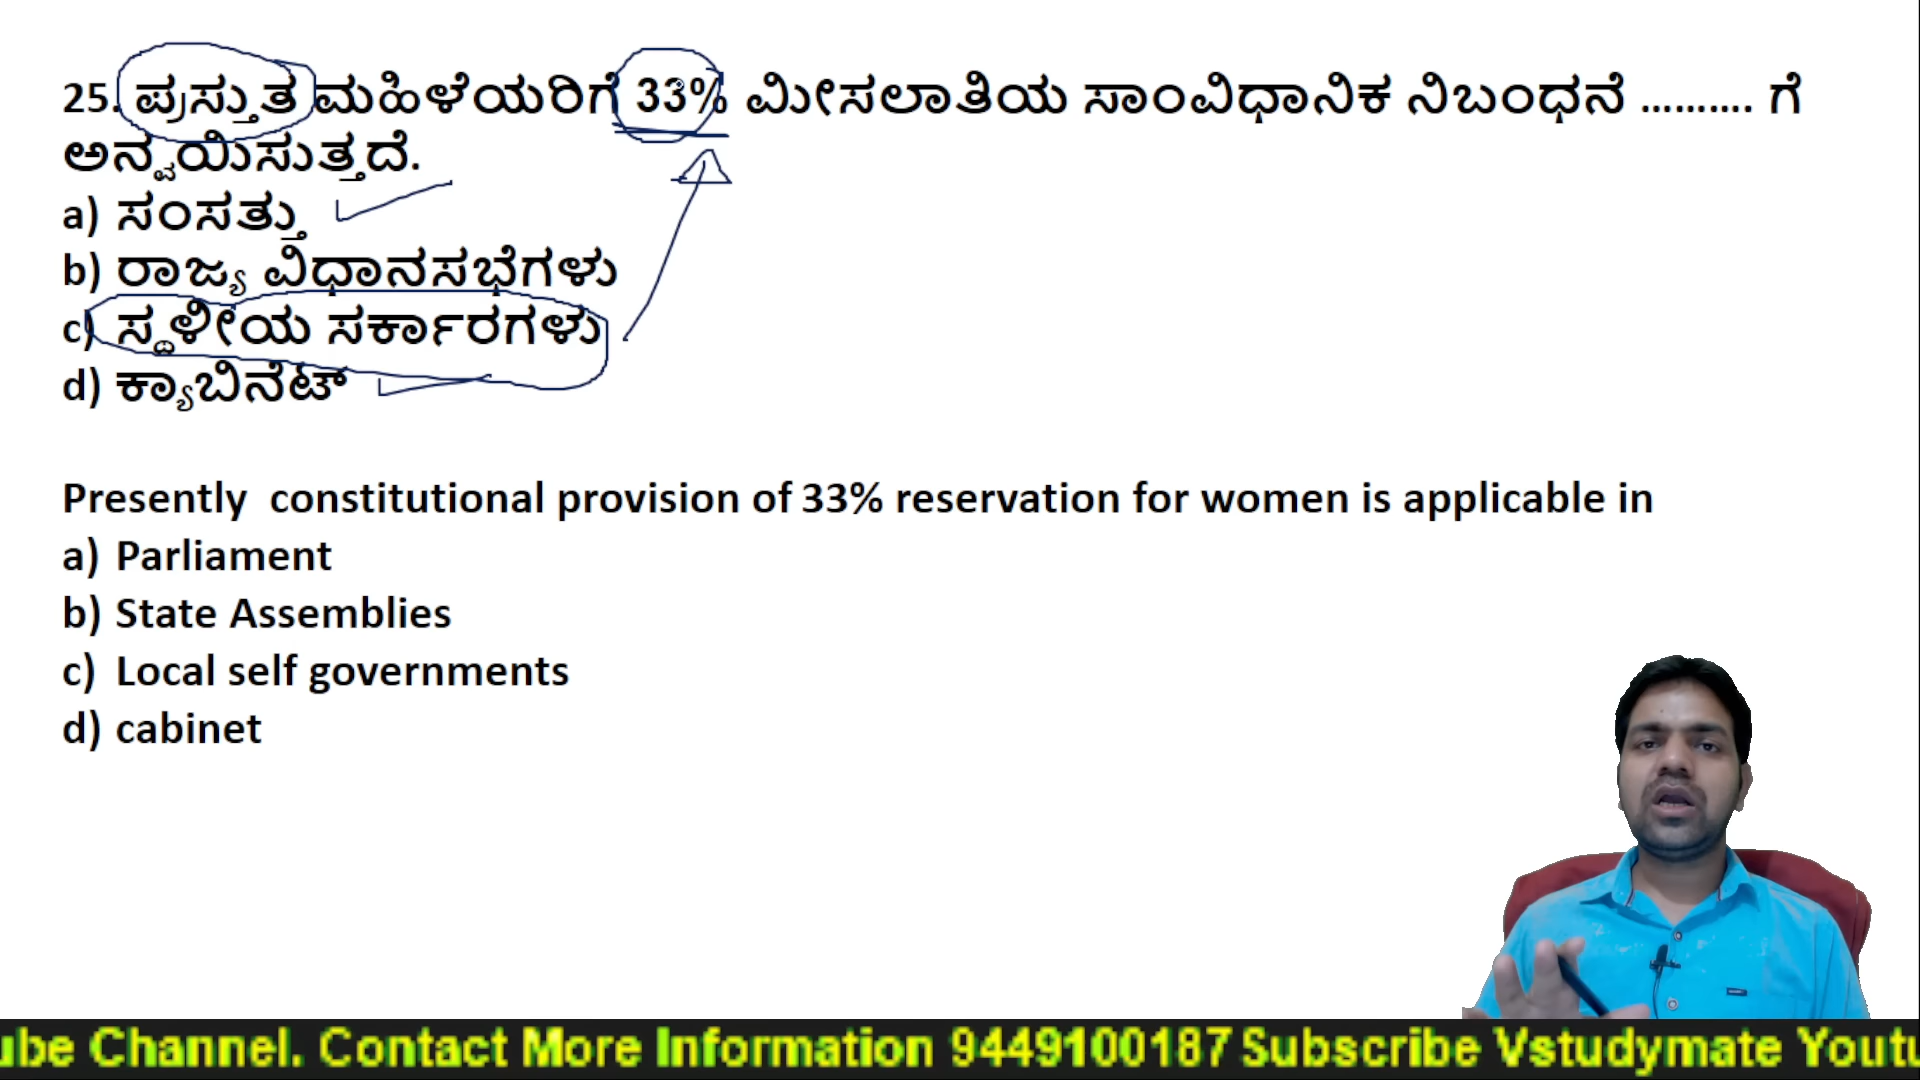 25. ಪ್ರಸ್ತುತ ಮಹಿಳೆಯರಿಗೆ 33% ಮೀಸಲಾತಿಯ ಸಾಂವಿಧಾನಿಕ ನಿಬಂಧನೆ .......... ಗೆ
ಅನ್ವಯಿಸುತ್ತದೆ.
a) ಸಂಸತ್ತು
b) ರಾಜ್ಯ ವಿಧಾನಸಭೆಗಳು
c) ಸ್ಥಳೀಯ ಸರ್ಕಾರಗಳು
d) ಕ್ಯಾಬಿನೆಟ್
Presently constitutional provision of 33% reservation for women is applicable in
a) Parliament
b) State Assemblies
c) Local self governments
d) cabinet
ube Channel. Contact More Information 9449100187 Subscribe Vstudymate Youtu